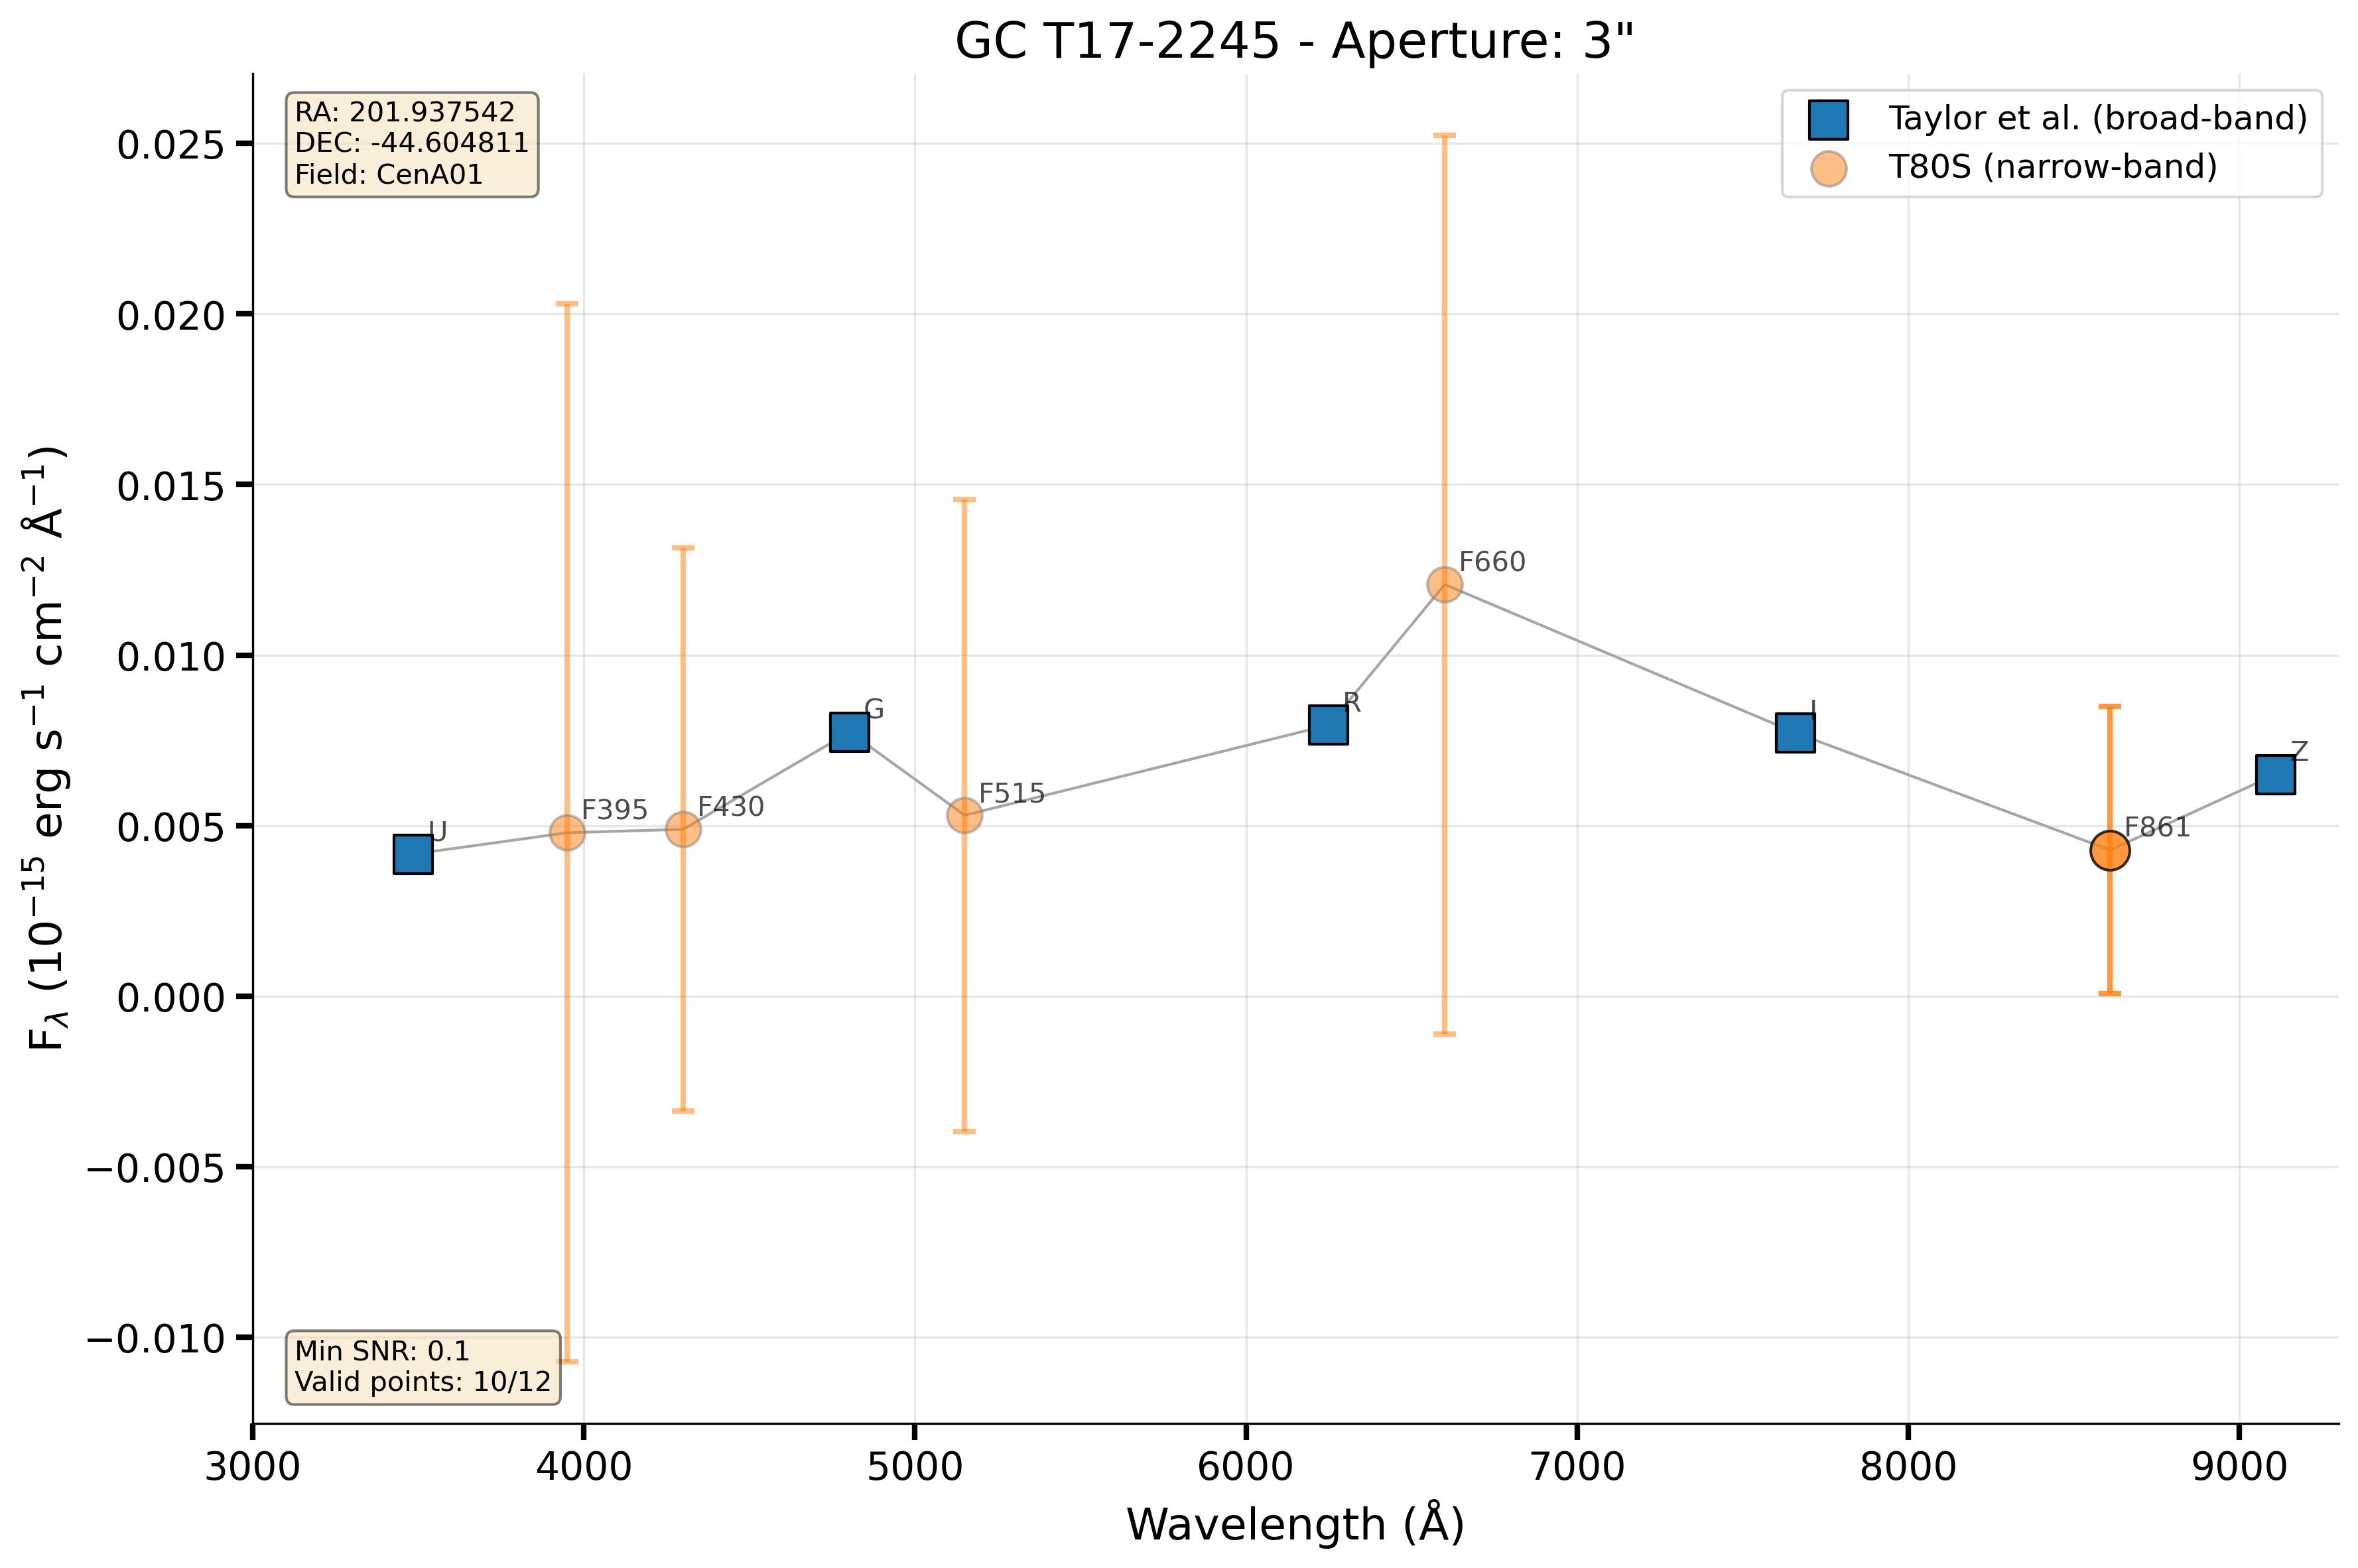 GC T17-2245 - Aperture: 3"
RA: 201.937542
DEC: -44.604811
Field: CenA01
Taylor et al. (broad-band)
T80S (narrow-band)
0.025
0.020
0.015
0.010
0.005
0.000
−0.005
−0.010
F_λ (10⁻¹⁵ erg s⁻¹ cm⁻² Å⁻¹)
U
F395
F430
G
F515
R
F660
I
F861
Z
Min SNR: 0.1
Valid points: 10/12
3000
4000
5000
6000
7000
8000
9000
Wavelength (Å)